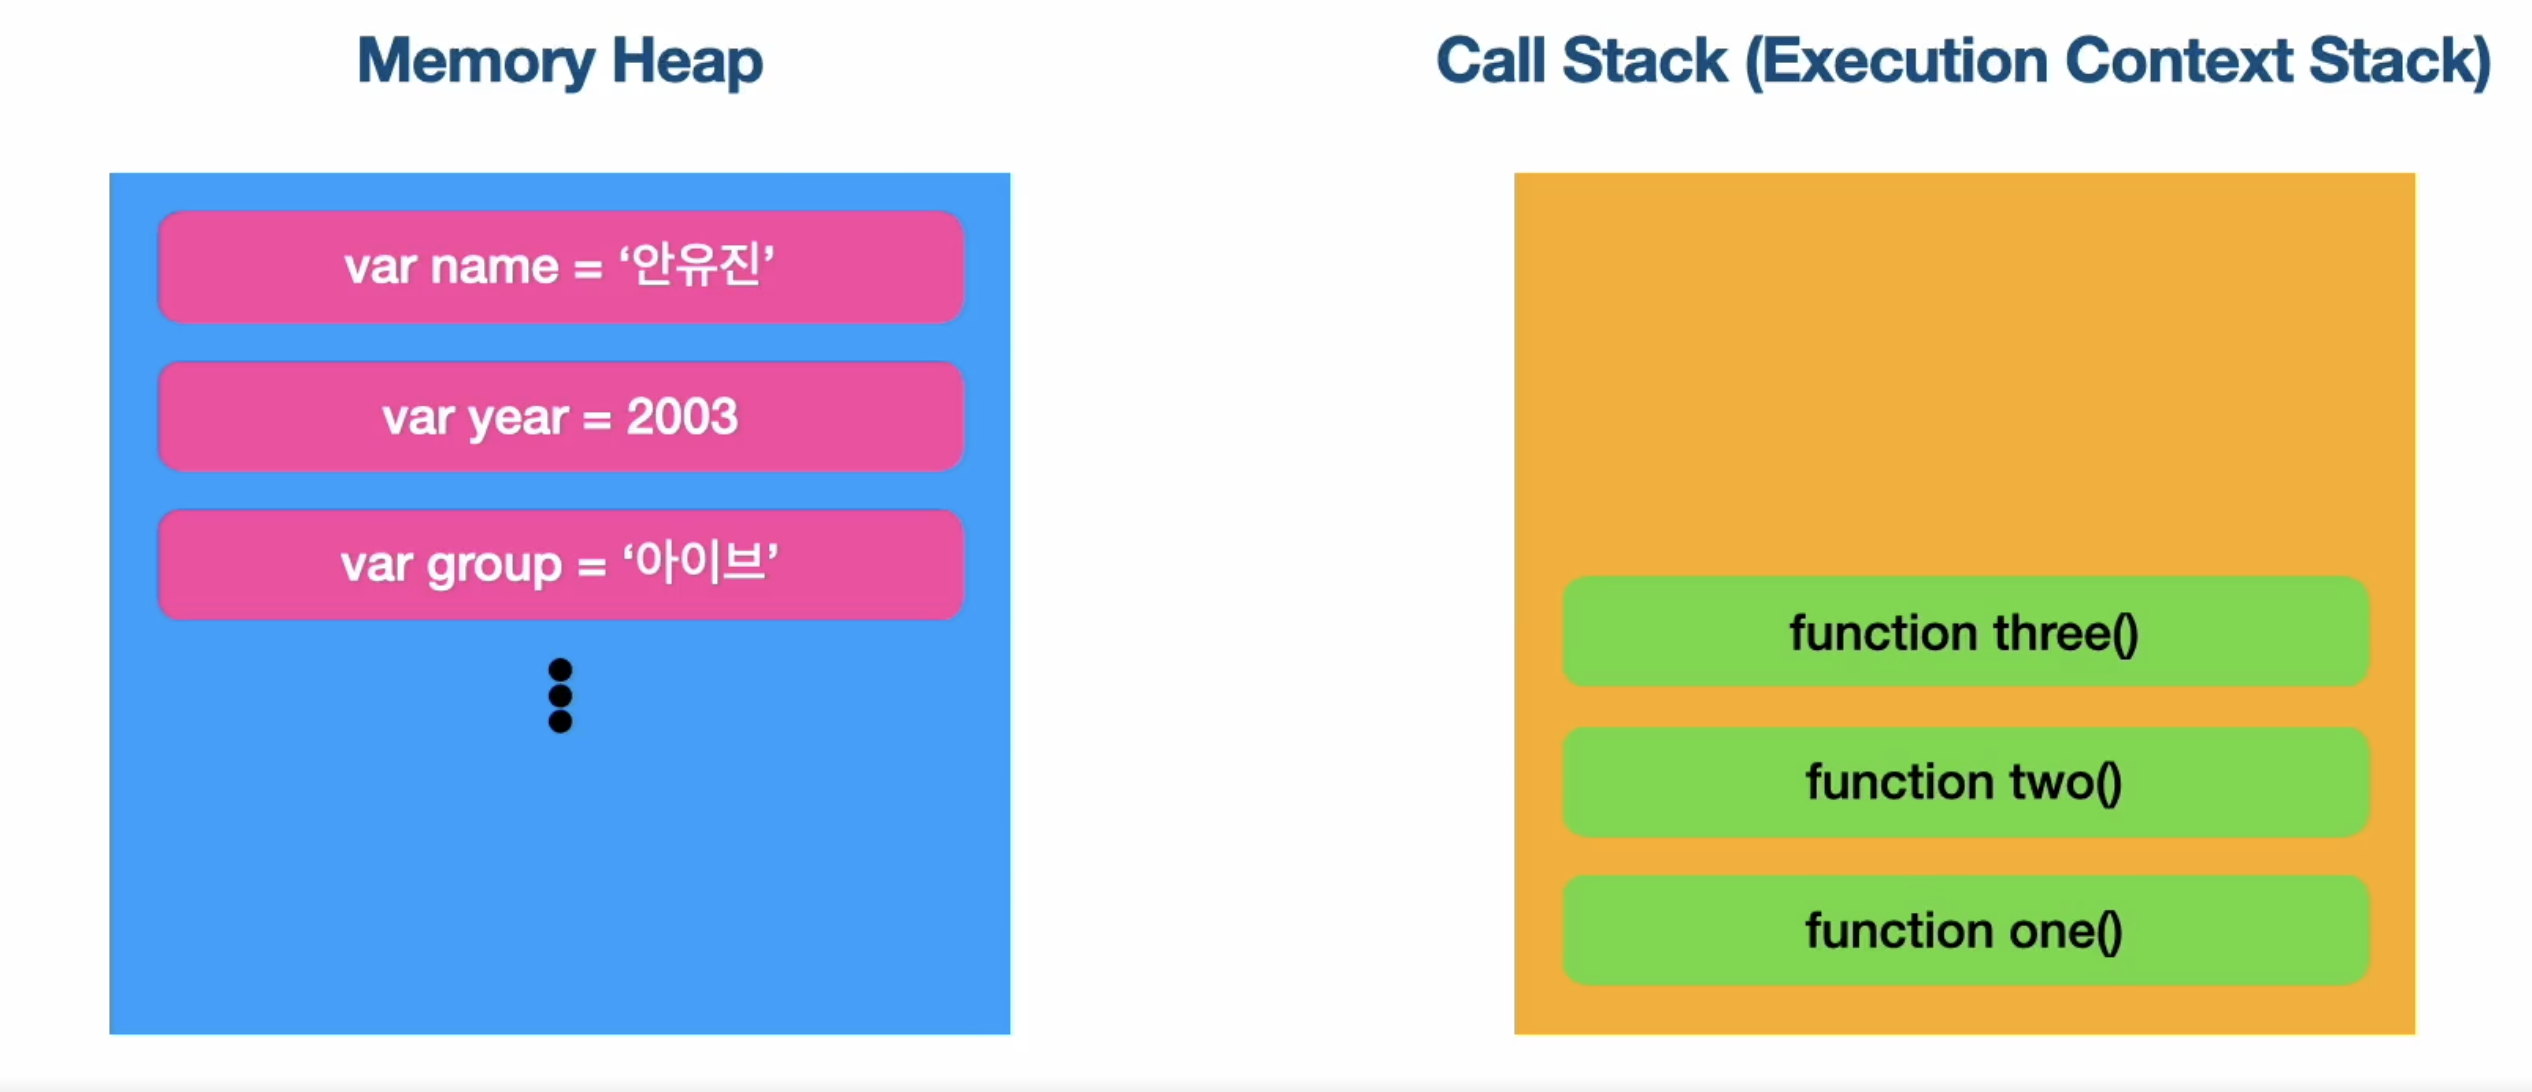 Memory Heap
var name = ‘안유진’
var year = 2003
var group = ‘아이브’
Call Stack (Execution Context Stack)
function three()
function two()
function one()